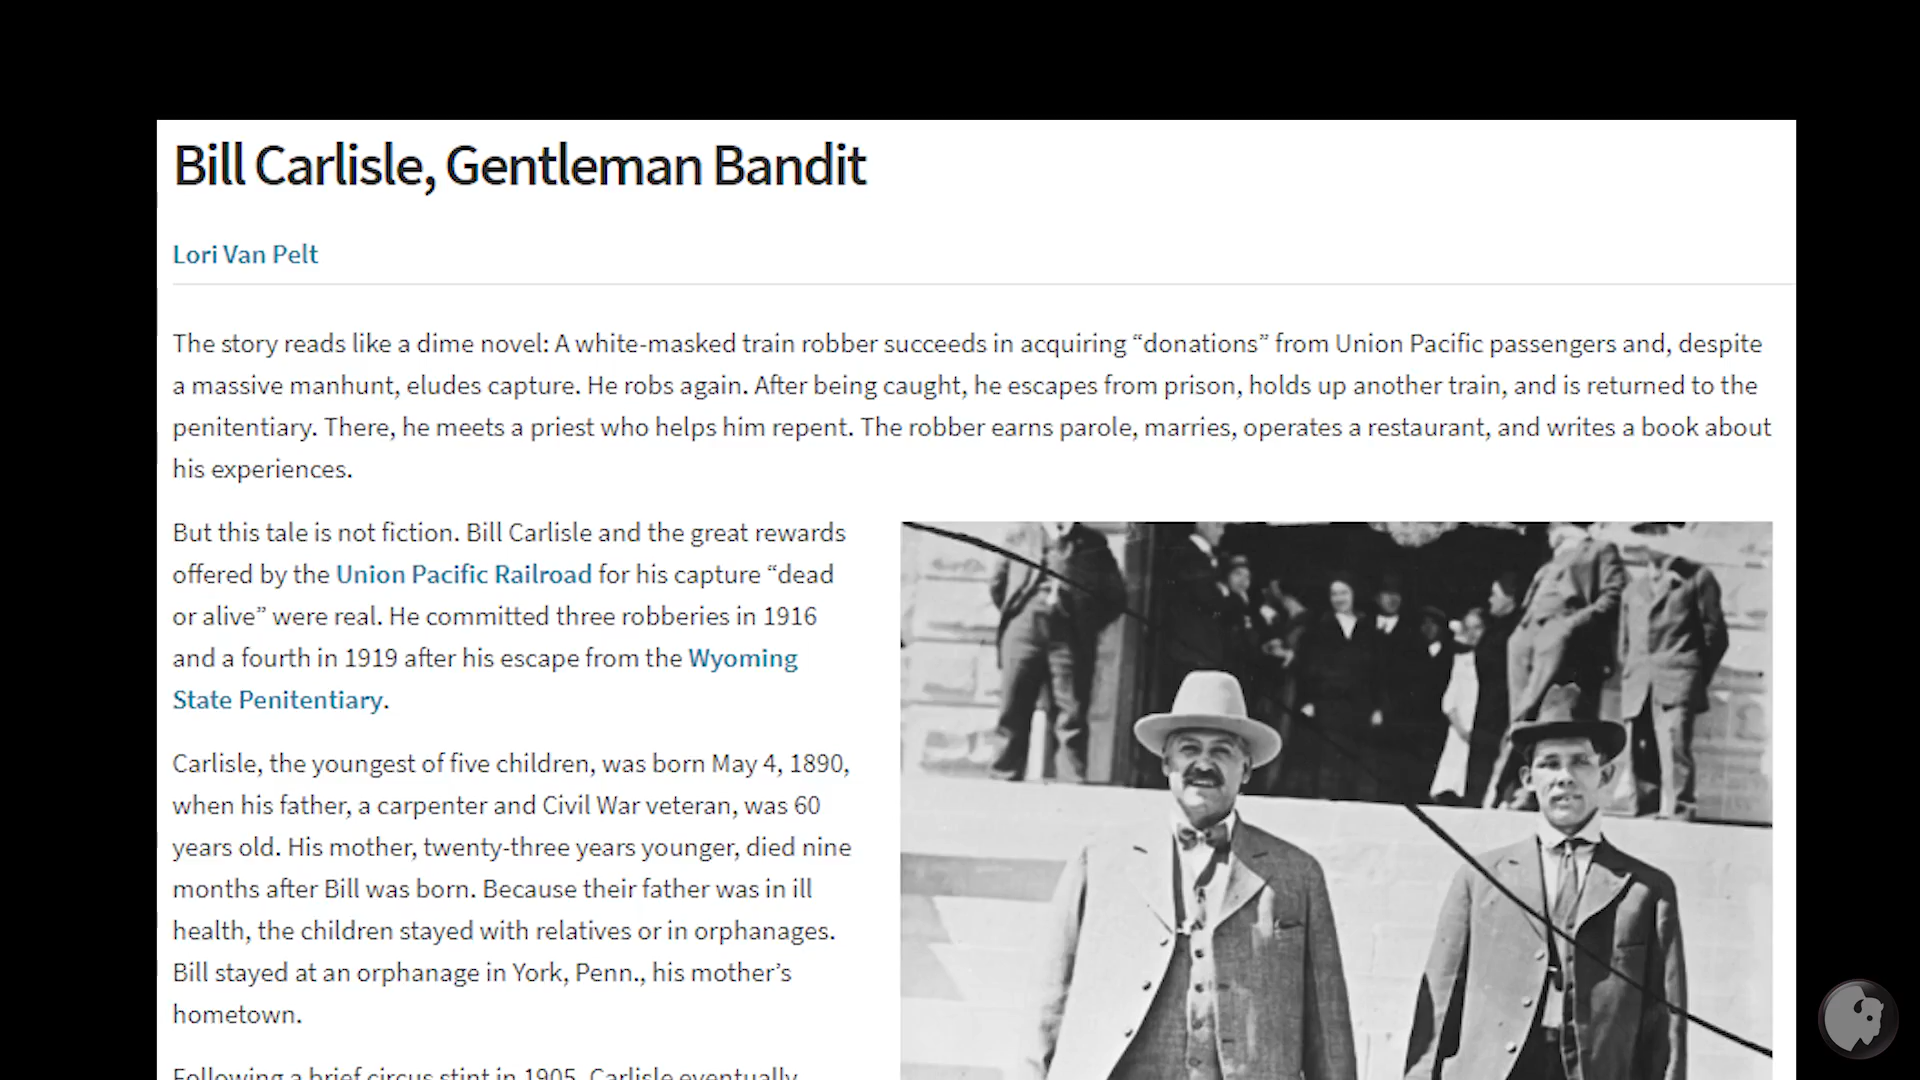 Bill Carlisle, Gentleman Bandit
Lori Van Pelt
The story reads like a dime novel: A white-masked train robber succeeds in acquiring “donations” from Union Pacific passengers and, despite
a massive manhunt, eludes capture. He robs again. After being caught, he escapes from prison, holds up another train, and is returned to the
penitentiary. There, he meets a priest who helps him repent. The robber earns parole, marries, operates a restaurant, and writes a book about
his experiences.
But this tale is not fiction. Bill Carlisle and the great rewards
offered by the Union Pacific Railroad for his capture “dead
or alive” were real. He committed three robberies in 1916
and a fourth in 1919 after his escape from the Wyoming
State Penitentiary.
Carlisle, the youngest of five children, was born May 4, 1890,
when his father, a carpenter and Civil War veteran, was 60
years old. His mother, twenty-three years younger, died nine
months after Bill was born. Because their father was in ill
health, the children stayed with relatives or in orphanages.
Bill stayed at an orphanage in York, Penn., his mother’s
hometown.
Following a brief circus stint in 1905, Carlisle eventually